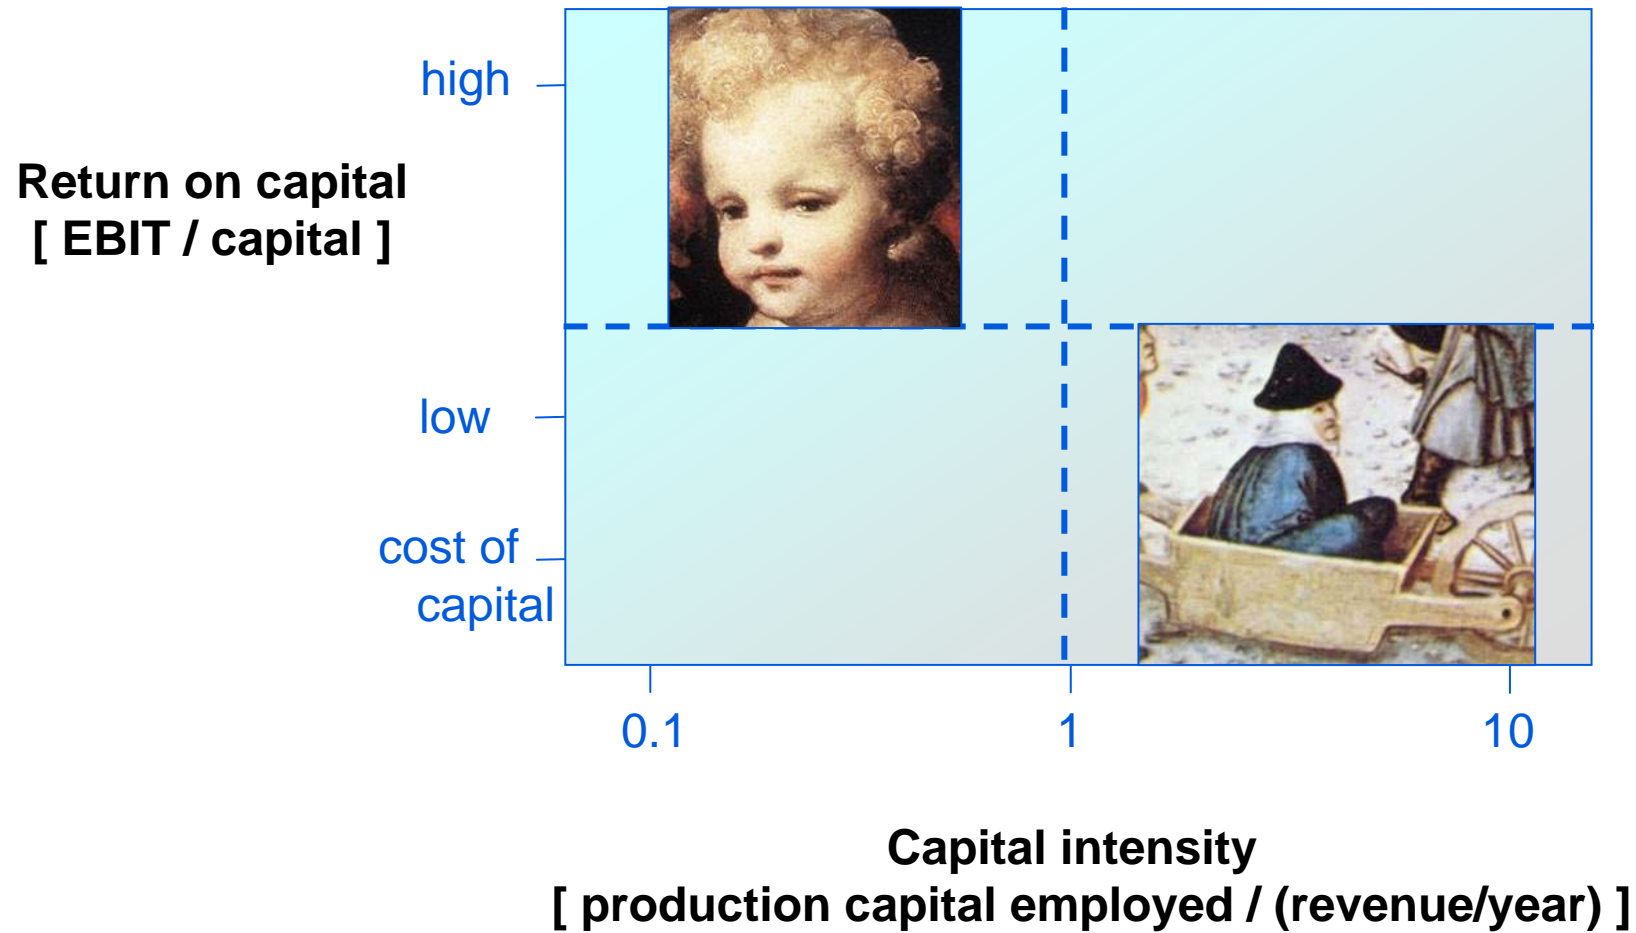 high
Return on capital
[ EBIT / capital ]
low
cost of
capital
0.1
1
10
Capital intensity
[ production capital employed / (revenue/year) ]